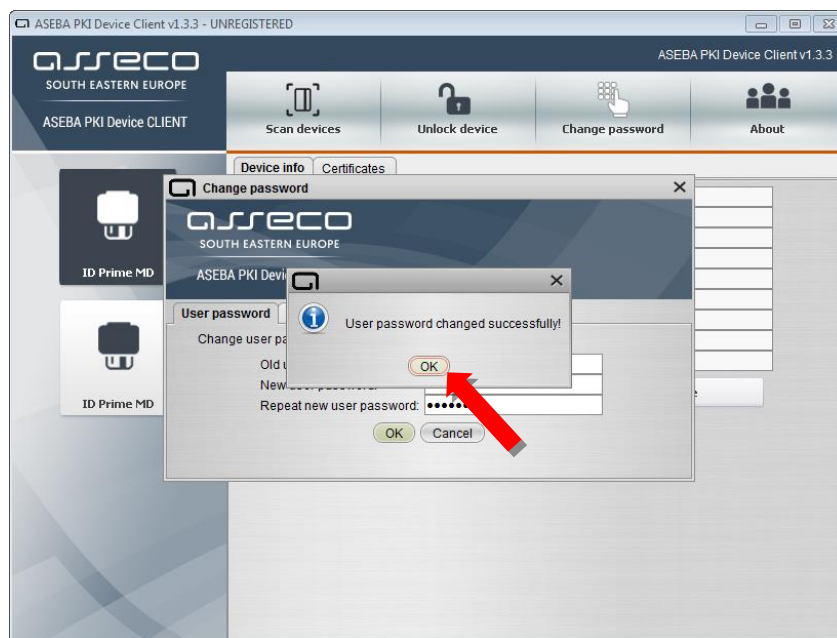 ASEBA PKI Device Client v1.3.3 - UNREGISTERED
asseco
SOUTH EASTERN EUROPE
ASEBA PKI Device CLIENT
ASEBA PKI Device Client v1.3.3
Scan devices
Unlock device
Change password
About
Device info
Certificates
ID Prime MD
ID Prime MD
Change password
asseco
SOUTH EASTERN EUROPE
ASEBA PKI
User password
Change user
Old
New
Repeat new user password:
OK
Cancel
User password changed successfully!
OK